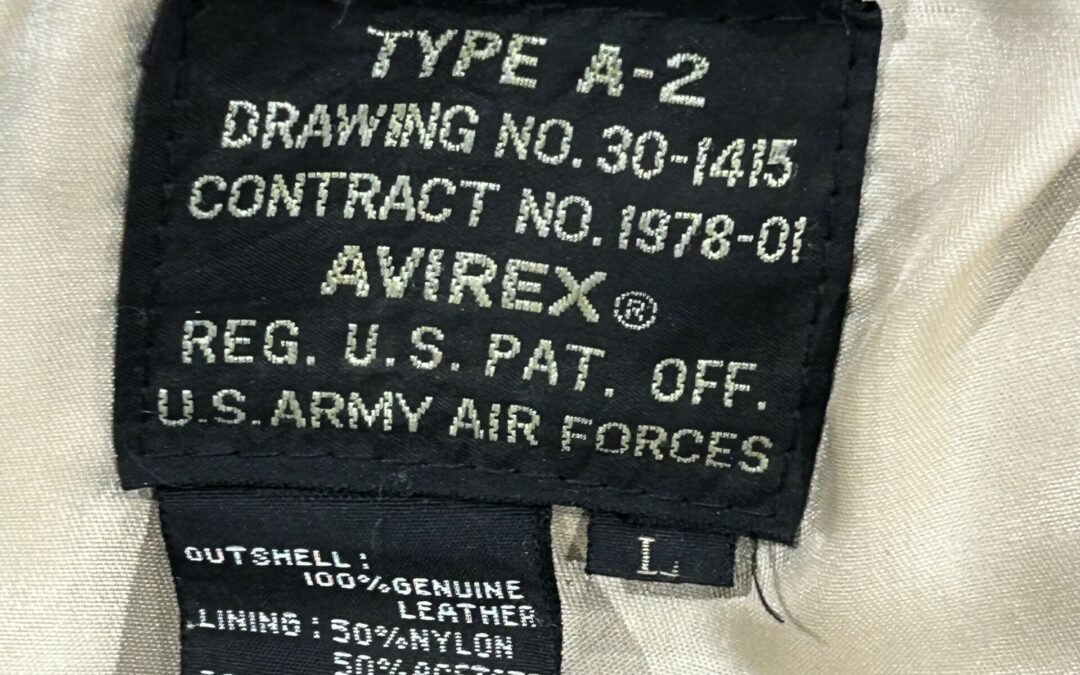 TYPE A-2
DRAWING NO. 30-1415
CONTRACT NO. 1978-01
AVIREX®
REG. U.S. PAT. OFF.
U.S. ARMY AIR FORCES
L
OUTSHELL :
100%GENUINE
LEATHER
LINING : 50%NYLON
50%